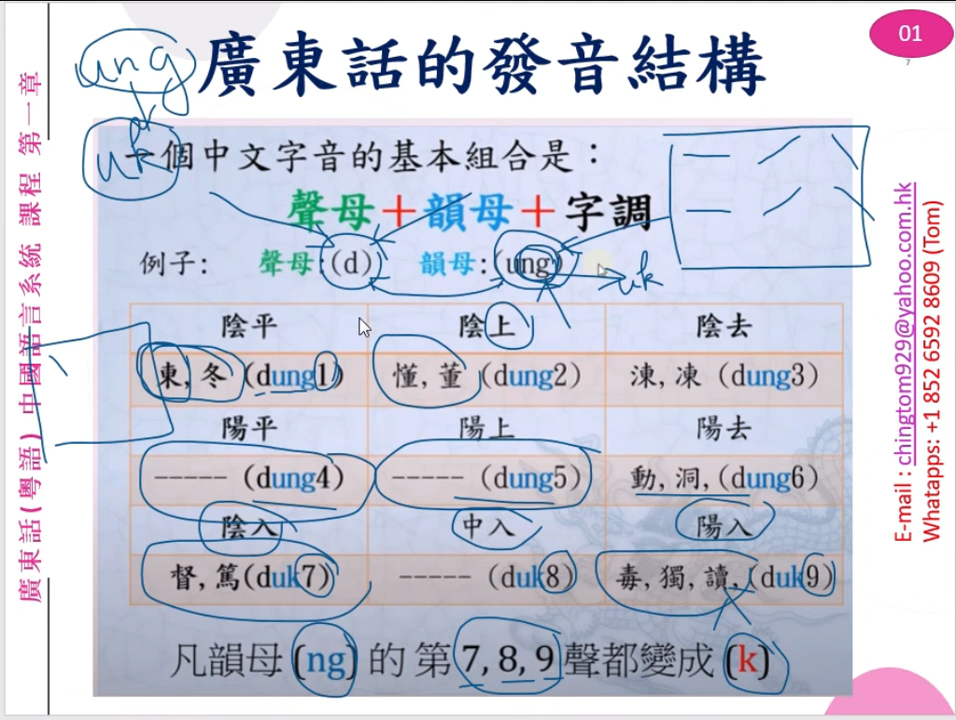 01
7
ung
廣東話的發音結構
uk
一個中文字音的基本組合是：
聲母+韻母+字調
例子： 聲母:(d) 韻母:(ung)
uk
陰平 陰上 陰去
東, 冬 (dung1) 懂, 董 (dung2) 涷, 凍 (dung3)
陽平 陽上 陽去
----- (dung4) ----- (dung5) 動, 洞, (dung6)
陰入 中入 陽入
督, 篤(duk7) ----- (duk8) 毒, 獨, 讀, (duk9)
凡韻母 (ng) 的 第 7, 8, 9 聲都變成 (k)
廣東話(粵語) 中國語言系統 課程 第一章
E-mail : chingtom929@yahoo.com.hk
Whatapps: +1 852 6592 8609 (Tom)